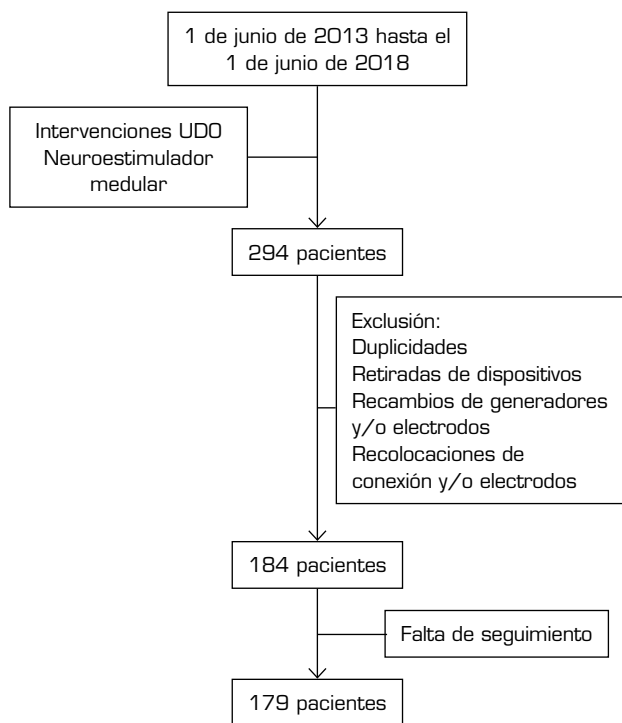 1 de junio de 2013 hasta el
1 de junio de 2018
Intervenciones UDO
Neuroestimulador
medular
294 pacientes
Exclusión:
Duplicidades
Retiradas de dispositivos
Recambios de generadores
y/o electrodos
Recolocaciones de
conexión y/o electrodos
184 pacientes
Falta de seguimiento
179 pacientes